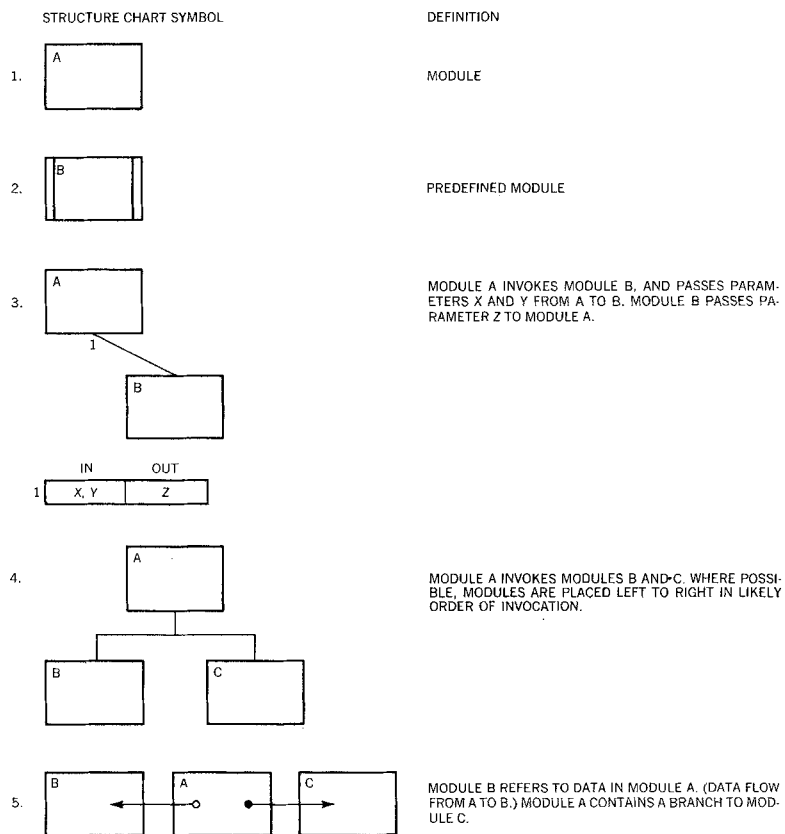 STRUCTURE CHART SYMBOL
DEFINITION
1.
A
MODULE
2.
B
PREDEFINED MODULE
3.
A
MODULE A INVOKES MODULE B, AND PASSES PARAM-
ETERS X AND Y FROM A TO B. MODULE B PASSES PA-
RAMETER Z TO MODULE A.
1
B
IN
OUT
1
X, Y
Z
4.
A
MODULE A INVOKES MODULES B AND C. WHERE POSSI-
BLE, MODULES ARE PLACED LEFT TO RIGHT IN LIKELY
ORDER OF INVOCATION.
B
C
5.
B
A
C
MODULE B REFERS TO DATA IN MODULE A. (DATA FLOW
FROM A TO B.) MODULE A CONTAINS A BRANCH TO MOD-
ULE C.